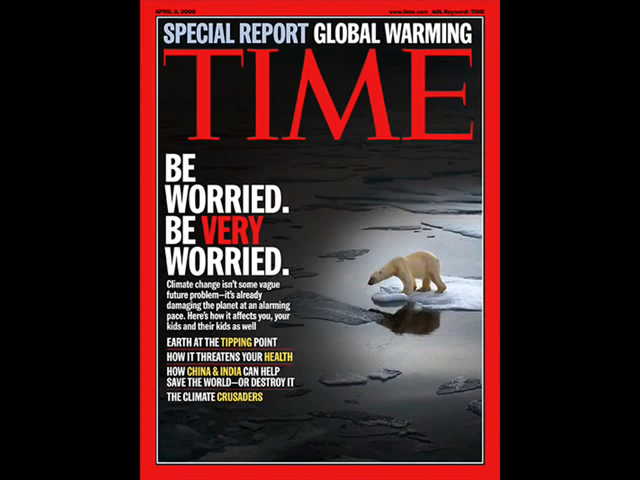 APRIL 3, 2006 www.time.com AOL Keyword: TIME
SPECIAL REPORT GLOBAL WARMING
TIME
BE
WORRIED.
BE VERY
WORRIED.
Climate change isn't some vague
future problem—it's already
damaging the planet at an alarming
pace. Here's how it affects you, your
kids and their kids as well
EARTH AT THE TIPPING POINT
HOW IT THREATENS YOUR HEALTH
HOW CHINA & INDIA CAN HELP
SAVE THE WORLD—OR DESTROY IT
THE CLIMATE CRUSADERS